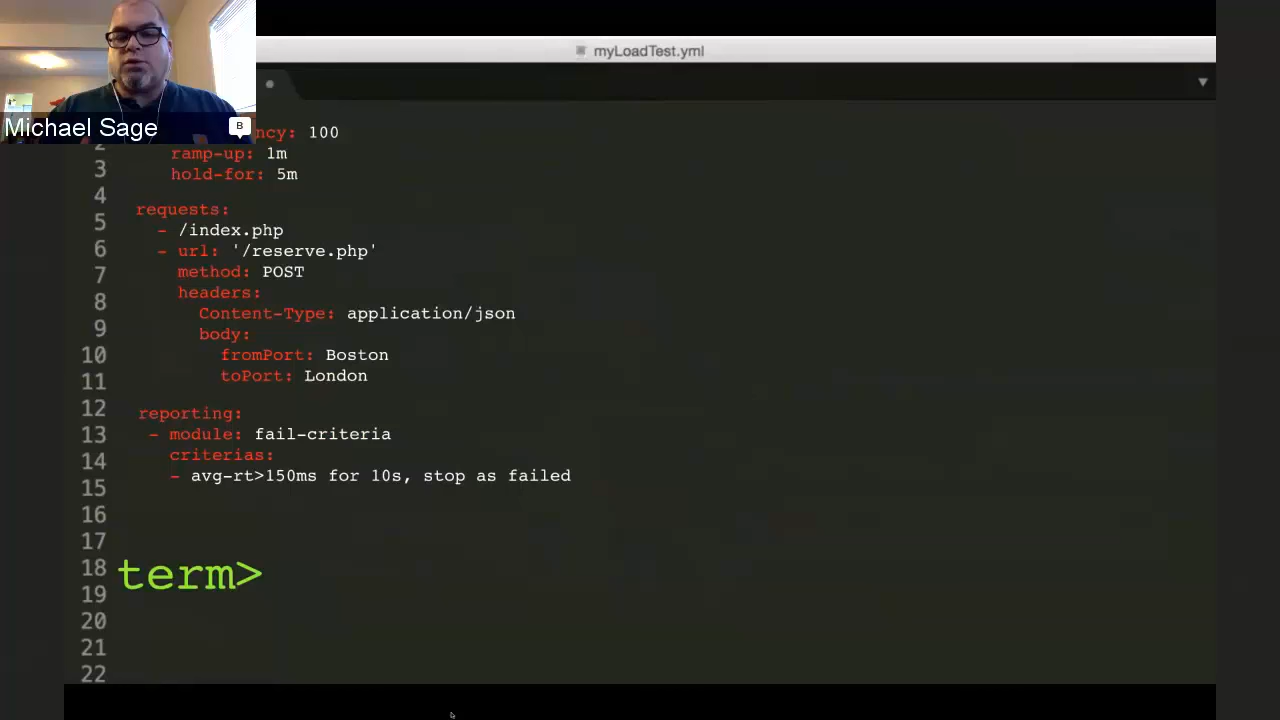 myLoadTest.yml
Michael Sage
B
ncy: 100
2
ramp-up: 1m
3
hold-for: 5m
4
requests:
5
- /index.php
6
- url: '/reserve.php'
7
method: POST
8
headers:
Content-Type: application/json
9
body:
10
fromPort: Boston
11
toPort: London
12
reporting:
13
- module: fail-criteria
14
criterias:
15
- avg-rt>150ms for 10s, stop as failed
16
17
18
term>
19
20
21
22